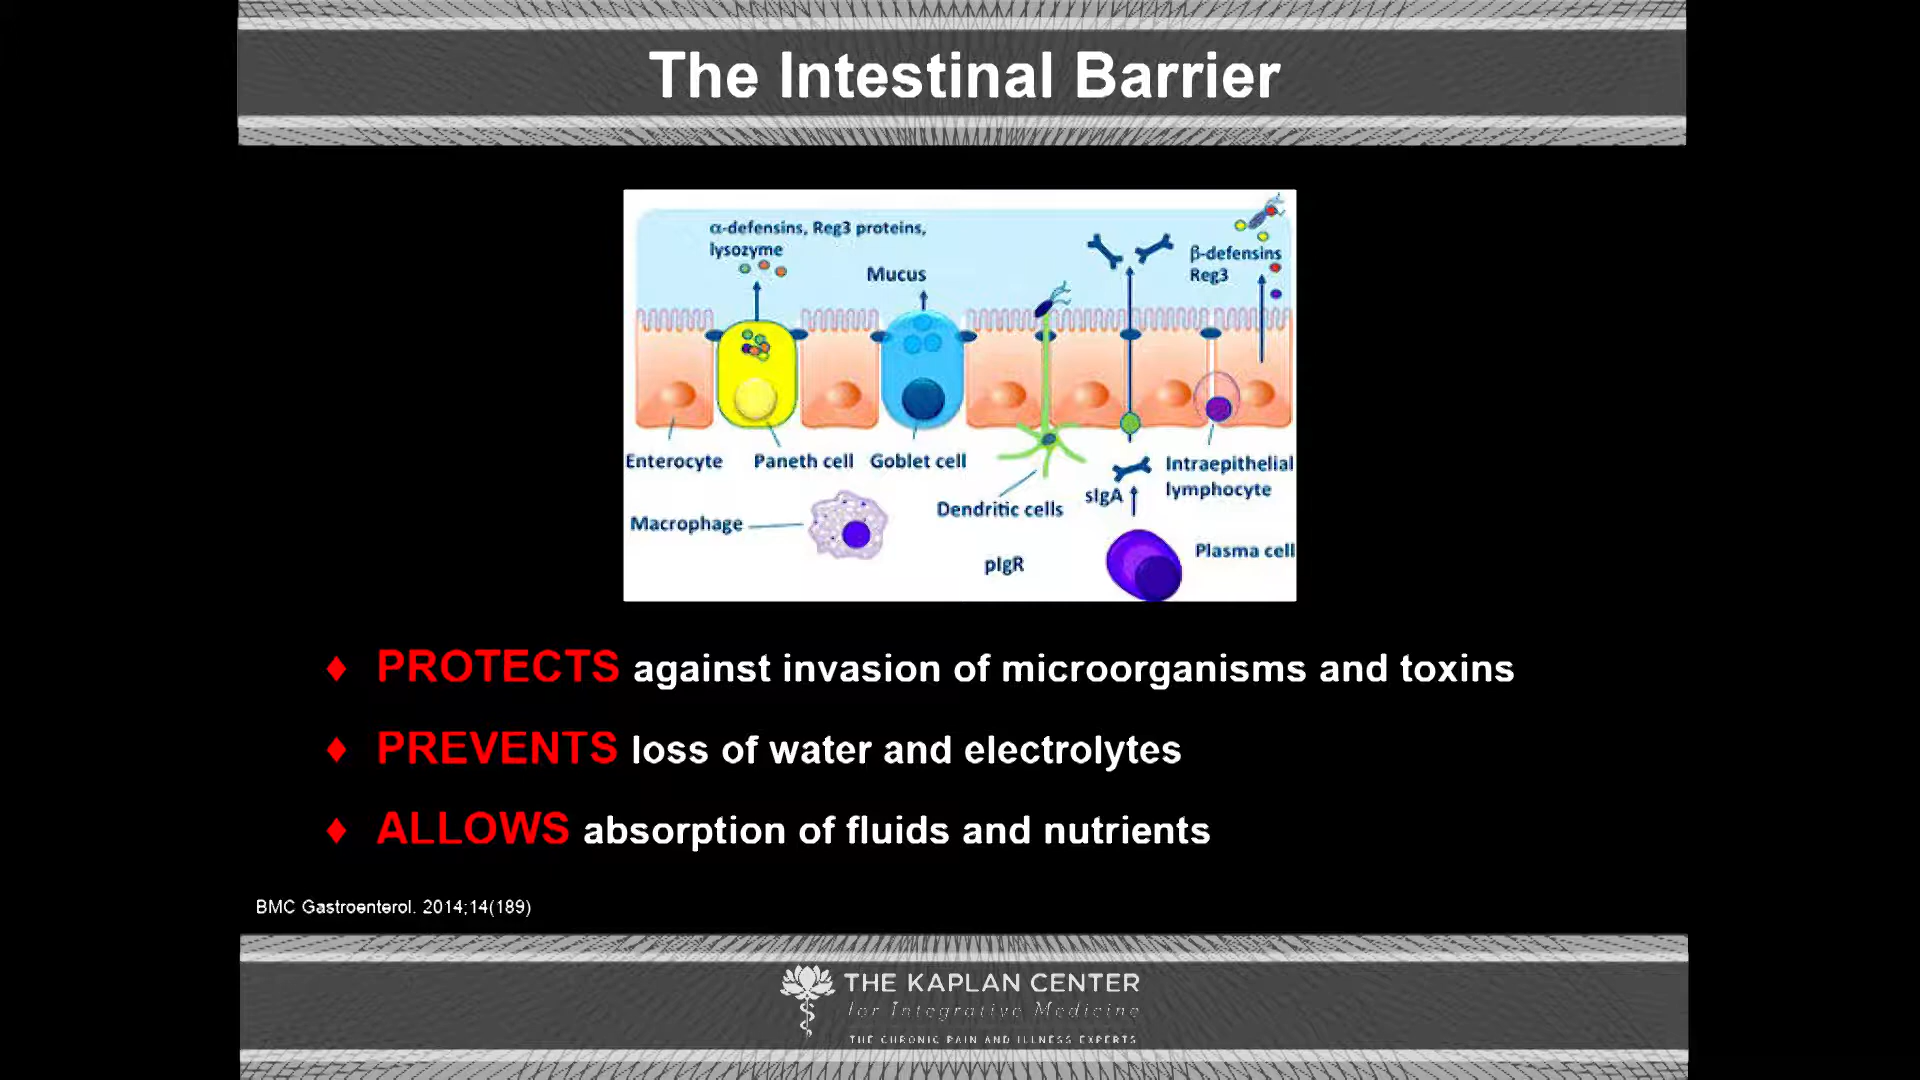 The Intestinal Barrier
α-defensins, Reg3 proteins,
lysozyme
Mucus
β-defensins
Reg3
Enterocyte
Paneth cell
Goblet cell
Dendritic cells
sIgA
Intraepithelial
lymphocyte
Macrophage
pIgR
Plasma cell
♦ PROTECTS against invasion of microorganisms and toxins
♦ PREVENTS loss of water and electrolytes
♦ ALLOWS absorption of fluids and nutrients
BMC Gastroenterol. 2014;14(189)
THE KAPLAN CENTER
for Integrative Medicine
THE CHRONIC PAIN AND ILLNESS EXPERTS